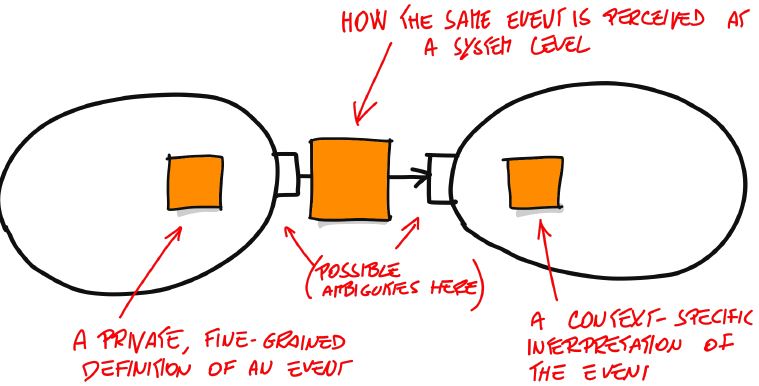 HOW THE SAME EVENT IS PERCEIVED AT
A SYSTEM LEVEL
(POSSIBLE
AMBIGUITIES HERE)
A PRIVATE, FINE-GRAINED
DEFINITION OF AN EVENT
A CONTEXT-SPECIFIC
INTERPRETATION OF
THE EVENT